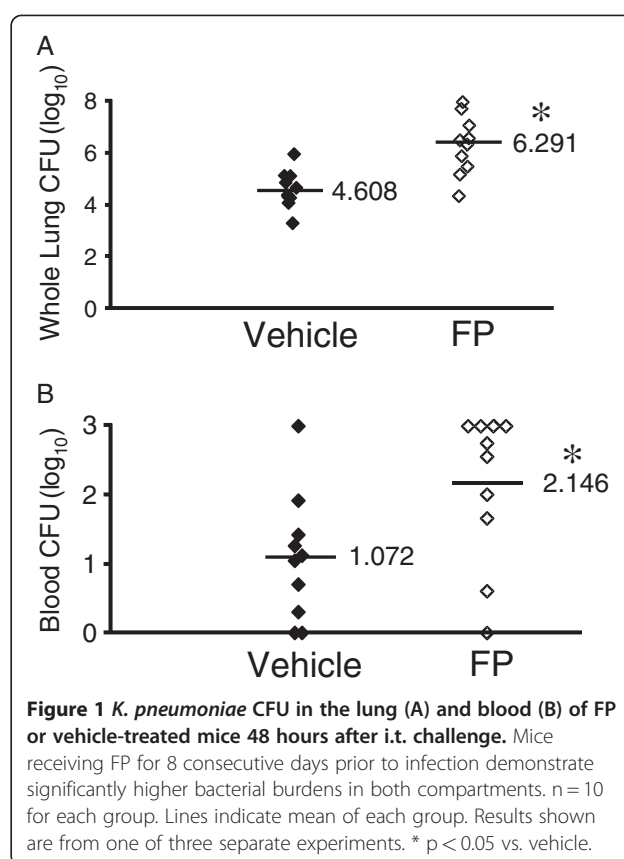 A
Whole Lung CFU (log10)
8
6
4
2
0
4.608
*
6.291
Vehicle
FP
B
Blood CFU (log10)
3
2
1
0
1.072
*
2.146
Vehicle
FP
Figure 1 K. pneumoniae CFU in the lung (A) and blood (B) of FP
or vehicle-treated mice 48 hours after i.t. challenge. Mice
receiving FP for 8 consecutive days prior to infection demonstrate
significantly higher bacterial burdens in both compartments. n = 10
for each group. Lines indicate mean of each group. Results shown
are from one of three separate experiments. * p < 0.05 vs. vehicle.